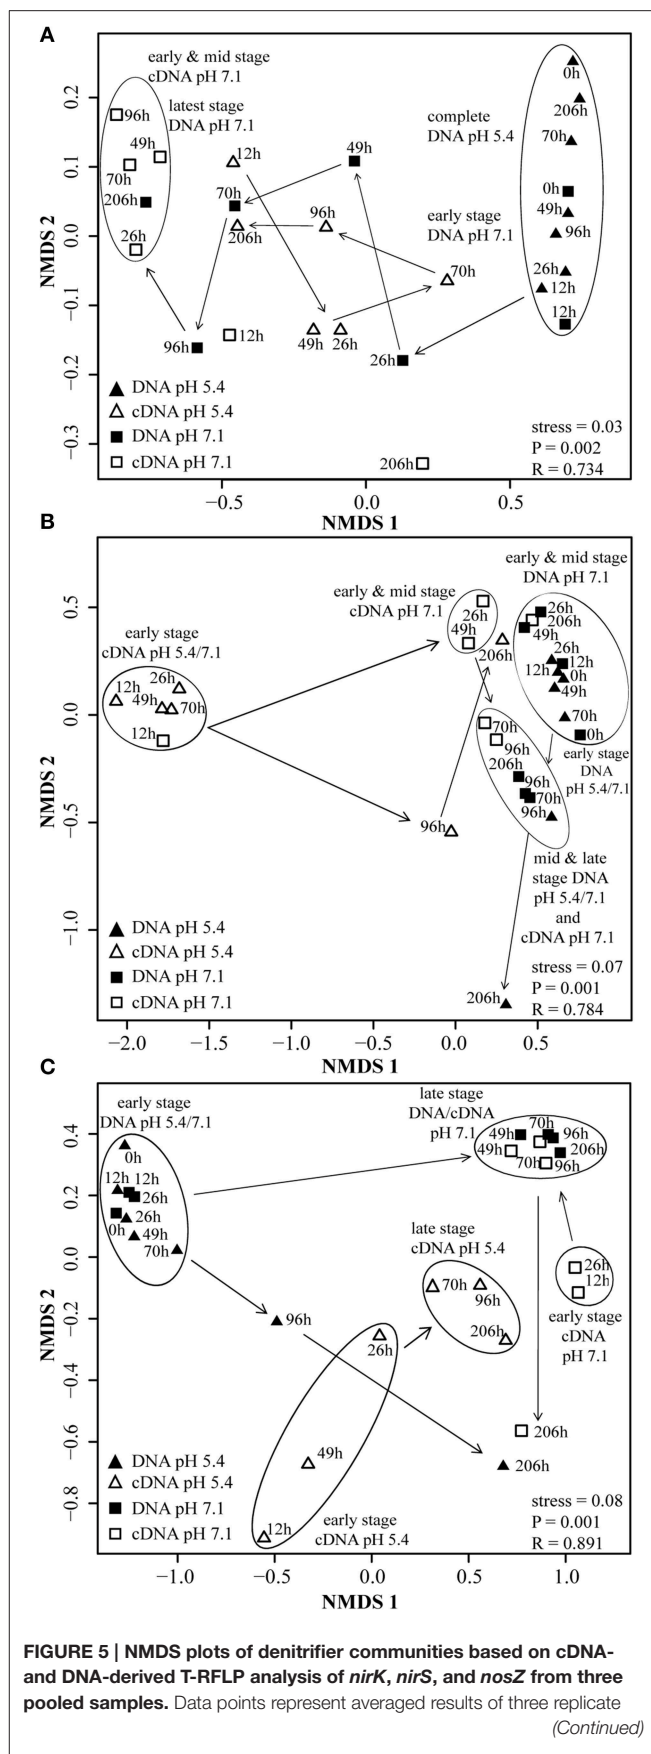 A
early & mid stage
cDNA pH 7.1
latest stage
DNA pH 7.1
complete
DNA pH 5.4
early stage
DNA pH 7.1
96h
49h
70h
206h
26h
12h
70h
206h
49h
96h
70h
96h
12h
49h
26h
26h
206h
0h
206h
70h
0h
49h
96h
26h
12h
12h
DNA pH 5.4
cDNA pH 5.4
DNA pH 7.1
cDNA pH 7.1
stress = 0.03
P = 0.002
R = 0.734
NMDS 2
0.2
0.1
0.0
−0.1
−0.2
−0.3
−0.5
0.0
0.5
NMDS 1
B
early stage
cDNA pH 5.4/7.1
early & mid stage
cDNA pH 7.1
early & mid stage
DNA pH 7.1
12h
26h
49h
70h
12h
26h
49h
206h
26h
206h
49h
26h
12h
12h
0h
49h
70h
0h
early stage
DNA
pH 5.4/7.1
70h
96h
206h
96h
70h
96h
96h
mid & late
stage DNA
pH 5.4/7.1
and
cDNA pH 7.1
206h
DNA pH 5.4
cDNA pH 5.4
DNA pH 7.1
cDNA pH 7.1
stress = 0.07
P = 0.001
R = 0.784
NMDS 2
0.5
0.0
−0.5
−1.0
−2.0
−1.5
−1.0
−0.5
0.0
0.5
NMDS 1
C
early stage
DNA pH 5.4/7.1
late stage
DNA/cDNA
pH 7.1
0h
12h
12h
26h
26h
0h
49h
70h
49h
70h
96h
49h
206h
70h
96h
late stage
cDNA pH 5.4
70h
96h
206h
26h
12h
early stage
cDNA
pH 7.1
96h
26h
49h
12h
early stage
cDNA pH 5.4
206h
206h
DNA pH 5.4
cDNA pH 5.4
DNA pH 7.1
cDNA pH 7.1
stress = 0.08
P = 0.001
R = 0.891
NMDS 2
0.4
0.2
0.0
−0.2
−0.4
−0.6
−0.8
−1.0
−0.5
0.0
0.5
1.0
NMDS 1
FIGURE 5 | NMDS plots of denitrifier communities based on cDNA-
and DNA-derived T-RFLP analysis of nirK, nirS, and nosZ from three
pooled samples. Data points represent averaged results of three replicate
(Continued)